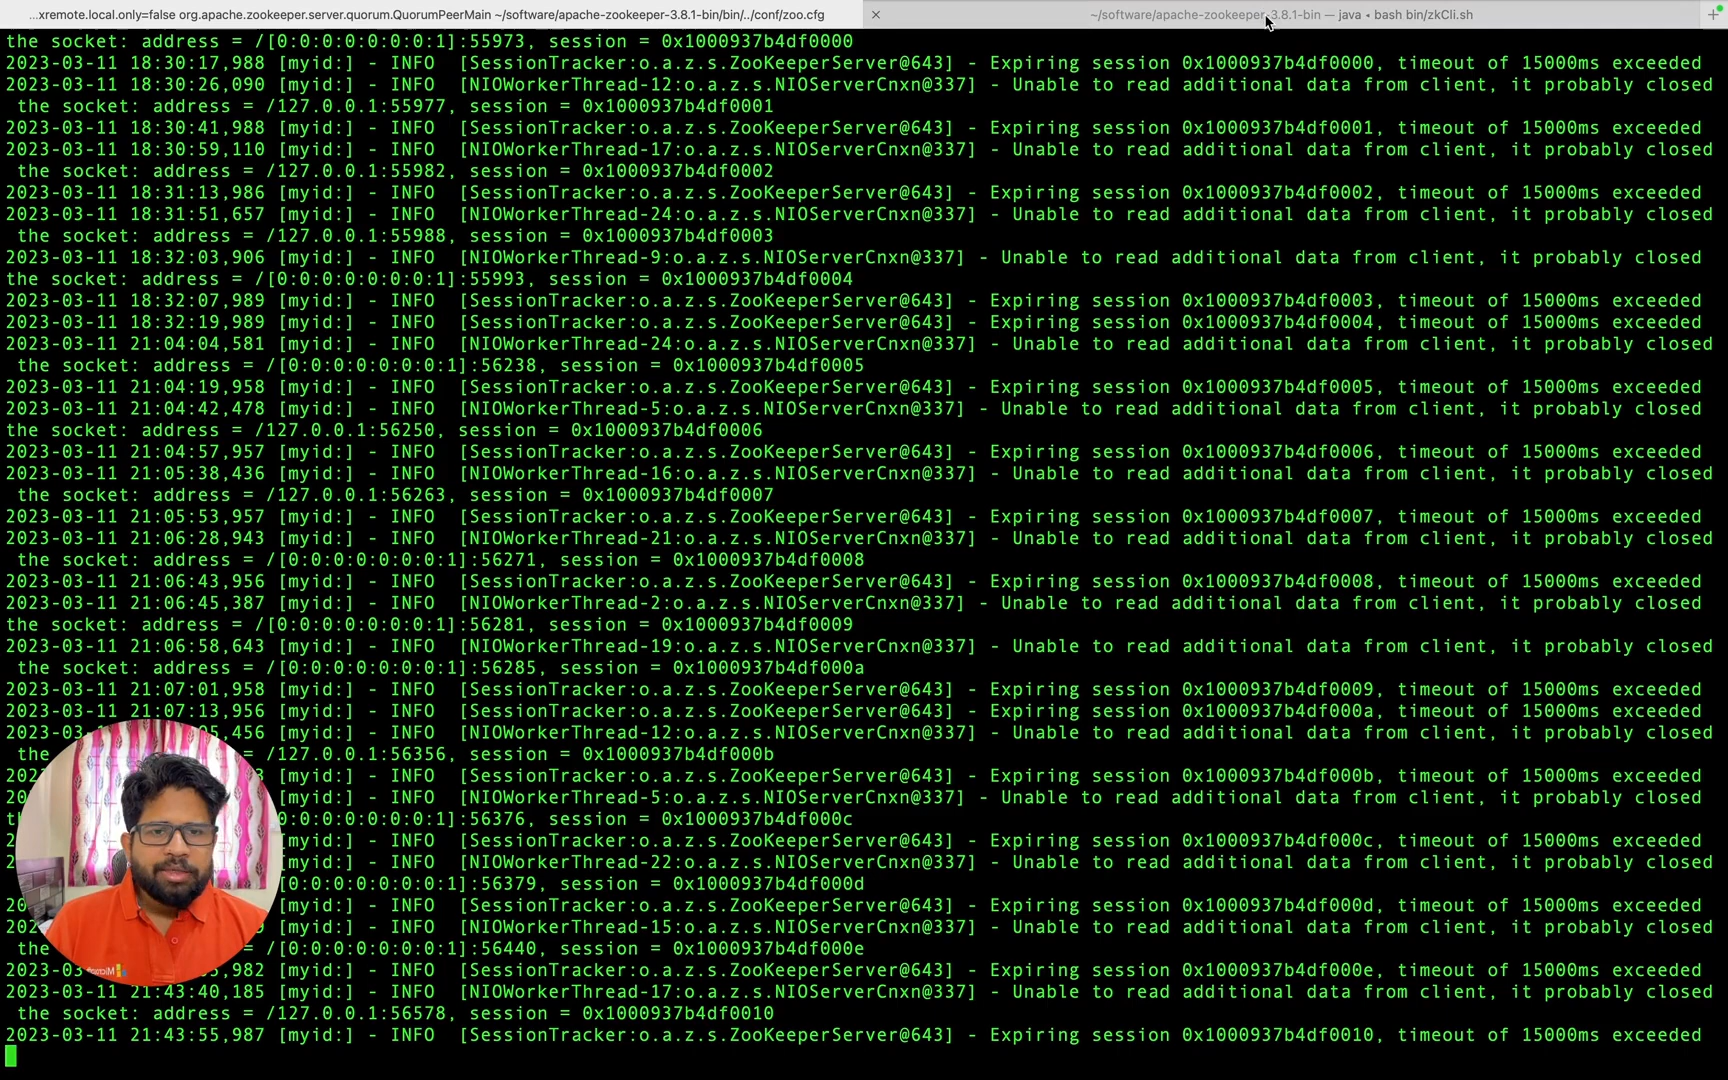 ...xremote.local.only=false org.apache.zookeeper.server.quorum.QuorumPeerMain ~/software/apache-zookeeper-3.8.1-bin/bin/../conf/zoo.cfg
~/software/apache-zookeeper-3.8.1-bin — java ◂ bash bin/zkCli.sh
the socket: address = /[0:0:0:0:0:0:0:1]:55973, session = 0x1000937b4df0000
2023-03-11 18:30:17,988 [myid:] - INFO  [SessionTracker:o.a.z.s.ZooKeeperServer@643] - Expiring session 0x1000937b4df0000, timeout of 15000ms exceeded
2023-03-11 18:30:26,090 [myid:] - INFO  [NIOWorkerThread-12:o.a.z.s.NIOServerCnxn@337] - Unable to read additional data from client, it probably closed
the socket: address = /127.0.0.1:55977, session = 0x1000937b4df0001
2023-03-11 18:30:41,988 [myid:] - INFO  [SessionTracker:o.a.z.s.ZooKeeperServer@643] - Expiring session 0x1000937b4df0001, timeout of 15000ms exceeded
2023-03-11 18:30:59,110 [myid:] - INFO  [NIOWorkerThread-17:o.a.z.s.NIOServerCnxn@337] - Unable to read additional data from client, it probably closed
the socket: address = /127.0.0.1:55982, session = 0x1000937b4df0002
2023-03-11 18:31:13,986 [myid:] - INFO  [SessionTracker:o.a.z.s.ZooKeeperServer@643] - Expiring session 0x1000937b4df0002, timeout of 15000ms exceeded
2023-03-11 18:31:51,657 [myid:] - INFO  [NIOWorkerThread-24:o.a.z.s.NIOServerCnxn@337] - Unable to read additional data from client, it probably closed
the socket: address = /127.0.0.1:55988, session = 0x1000937b4df0003
2023-03-11 18:32:03,906 [myid:] - INFO  [NIOWorkerThread-9:o.a.z.s.NIOServerCnxn@337] - Unable to read additional data from client, it probably closed
the socket: address = /[0:0:0:0:0:0:0:1]:55993, session = 0x1000937b4df0004
2023-03-11 18:32:07,989 [myid:] - INFO  [SessionTracker:o.a.z.s.ZooKeeperServer@643] - Expiring session 0x1000937b4df0003, timeout of 15000ms exceeded
2023-03-11 18:32:19,989 [myid:] - INFO  [SessionTracker:o.a.z.s.ZooKeeperServer@643] - Expiring session 0x1000937b4df0004, timeout of 15000ms exceeded
2023-03-11 21:04:04,581 [myid:] - INFO  [NIOWorkerThread-24:o.a.z.s.NIOServerCnxn@337] - Unable to read additional data from client, it probably closed
the socket: address = /[0:0:0:0:0:0:0:1]:56238, session = 0x1000937b4df0005
2023-03-11 21:04:19,958 [myid:] - INFO  [SessionTracker:o.a.z.s.ZooKeeperServer@643] - Expiring session 0x1000937b4df0005, timeout of 15000ms exceeded
2023-03-11 21:04:42,478 [myid:] - INFO  [NIOWorkerThread-5:o.a.z.s.NIOServerCnxn@337] - Unable to read additional data from client, it probably closed
the socket: address = /127.0.0.1:56250, session = 0x1000937b4df0006
2023-03-11 21:04:57,957 [myid:] - INFO  [SessionTracker:o.a.z.s.ZooKeeperServer@643] - Expiring session 0x1000937b4df0006, timeout of 15000ms exceeded
2023-03-11 21:05:38,436 [myid:] - INFO  [NIOWorkerThread-16:o.a.z.s.NIOServerCnxn@337] - Unable to read additional data from client, it probably closed
the socket: address = /127.0.0.1:56263, session = 0x1000937b4df0007
2023-03-11 21:05:53,957 [myid:] - INFO  [SessionTracker:o.a.z.s.ZooKeeperServer@643] - Expiring session 0x1000937b4df0007, timeout of 15000ms exceeded
2023-03-11 21:06:28,943 [myid:] - INFO  [NIOWorkerThread-21:o.a.z.s.NIOServerCnxn@337] - Unable to read additional data from client, it probably closed
the socket: address = /[0:0:0:0:0:0:0:1]:56271, session = 0x1000937b4df0008
2023-03-11 21:06:43,956 [myid:] - INFO  [SessionTracker:o.a.z.s.ZooKeeperServer@643] - Expiring session 0x1000937b4df0008, timeout of 15000ms exceeded
2023-03-11 21:06:45,387 [myid:] - INFO  [NIOWorkerThread-2:o.a.z.s.NIOServerCnxn@337] - Unable to read additional data from client, it probably closed
the socket: address = /[0:0:0:0:0:0:0:1]:56281, session = 0x1000937b4df0009
2023-03-11 21:06:58,643 [myid:] - INFO  [NIOWorkerThread-19:o.a.z.s.NIOServerCnxn@337] - Unable to read additional data from client, it probably closed
the socket: address = /[0:0:0:0:0:0:0:1]:56285, session = 0x1000937b4df000a
2023-03-11 21:07:01,958 [myid:] - INFO  [SessionTracker:o.a.z.s.ZooKeeperServer@643] - Expiring session 0x1000937b4df0009, timeout of 15000ms exceeded
2023-03-11 21:07:13,956 [myid:] - INFO  [SessionTracker:o.a.z.s.ZooKeeperServer@643] - Expiring session 0x1000937b4df000a, timeout of 15000ms exceeded
,456 [myid:] - INFO  [NIOWorkerThread-12:o.a.z.s.NIOServerCnxn@337] - Unable to read additional data from client, it probably closed
the = /127.0.0.1:56356, session = 0x1000937b4df000b
[myid:] - INFO  [SessionTracker:o.a.z.s.ZooKeeperServer@643] - Expiring session 0x1000937b4df000b, timeout of 15000ms exceeded
[myid:] - INFO  [NIOWorkerThread-5:o.a.z.s.NIOServerCnxn@337] - Unable to read additional data from client, it probably closed
0:0:0:0:0:0:0:1]:56376, session = 0x1000937b4df000c
[myid:] - INFO  [SessionTracker:o.a.z.s.ZooKeeperServer@643] - Expiring session 0x1000937b4df000c, timeout of 15000ms exceeded
[myid:] - INFO  [NIOWorkerThread-22:o.a.z.s.NIOServerCnxn@337] - Unable to read additional data from client, it probably closed
[0:0:0:0:0:0:0:1]:56379, session = 0x1000937b4df000d
[myid:] - INFO  [SessionTracker:o.a.z.s.ZooKeeperServer@643] - Expiring session 0x1000937b4df000d, timeout of 15000ms exceeded
[myid:] - INFO  [NIOWorkerThread-15:o.a.z.s.NIOServerCnxn@337] - Unable to read additional data from client, it probably closed
the = /[0:0:0:0:0:0:0:1]:56440, session = 0x1000937b4df000e
2023-03 ,982 [myid:] - INFO  [SessionTracker:o.a.z.s.ZooKeeperServer@643] - Expiring session 0x1000937b4df000e, timeout of 15000ms exceeded
2023-03-11 21:43:40,185 [myid:] - INFO  [NIOWorkerThread-17:o.a.z.s.NIOServerCnxn@337] - Unable to read additional data from client, it probably closed
the socket: address = /127.0.0.1:56578, session = 0x1000937b4df0010
2023-03-11 21:43:55,987 [myid:] - INFO  [SessionTracker:o.a.z.s.ZooKeeperServer@643] - Expiring session 0x1000937b4df0010, timeout of 15000ms exceeded